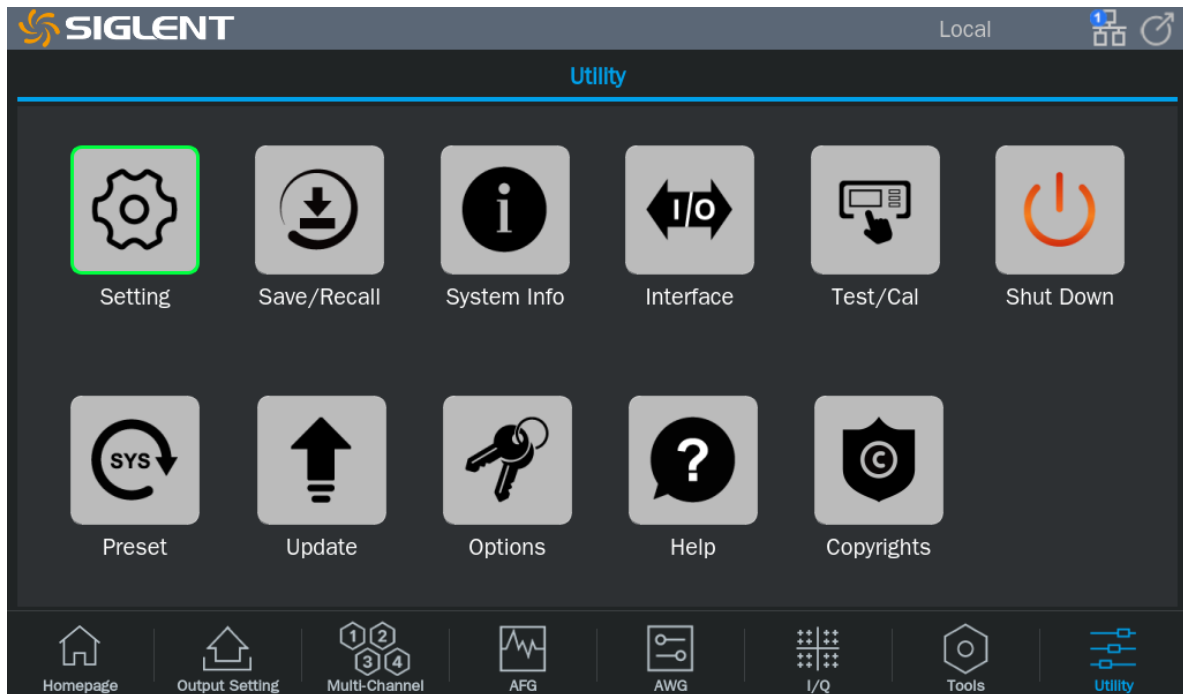 SIGLENT
Local
1
Utility
I/O
Setting
Save/Recall
System Info
Interface
Test/Cal
Shut Down
SYS
?
C
Preset
Update
Options
Help
Copyrights
1 2
3 4
Homepage
Output Setting
Multi-Channel
AFG
AWG
I/Q
Tools
Utility